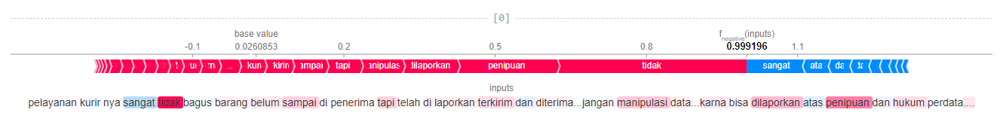 [0]
base value
f negative(inputs)
-0.1 0.0260853 0.2 0.5 0.8 0.999196 1.1
kun kirin ampai tapi anipulas dilaporkan penipuan tidak sangat ata da
inputs
pelayanan kurir nya sangat tidak bagus barang belum sampai di penerima tapi telah di laporkan terkirim dan diterima...jangan manipulasi data...karna bisa dilaporkan atas penipuan dan hukum perdata....